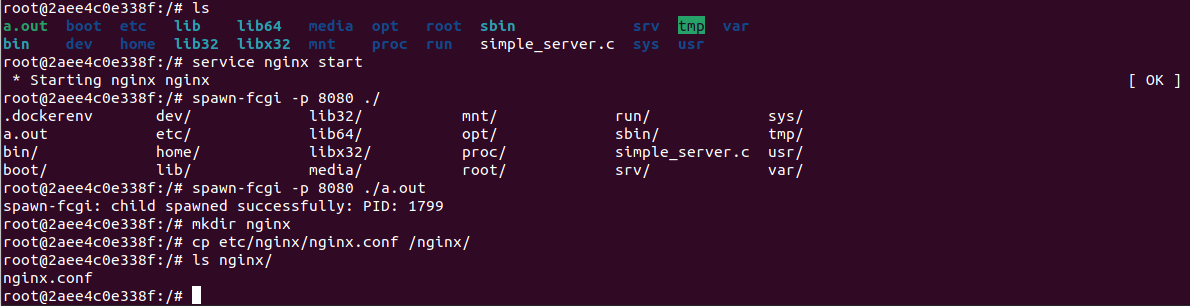 root@2aee4c0e338f:/# ls
a.out  boot  etc   lib    lib64   media  opt   root  sbin             srv  tmp  var
bin    dev   home  lib32  libx32  mnt    proc  run   simple_server.c  sys  usr
root@2aee4c0e338f:/# service nginx start
 * Starting nginx nginx                                                                 [ OK ]
root@2aee4c0e338f:/# spawn-fcgi -p 8080 ./
.dockerenv       dev/             lib32/           mnt/             run/             sys/
a.out            etc/             lib64/           opt/             sbin/            tmp/
bin/             home/            libx32/          proc/            simple_server.c  usr/
boot/            lib/             media/           root/            srv/             var/
root@2aee4c0e338f:/# spawn-fcgi -p 8080 ./a.out
spawn-fcgi: child spawned successfully: PID: 1799
root@2aee4c0e338f:/# mkdir nginx
root@2aee4c0e338f:/# cp etc/nginx/nginx.conf /nginx/
root@2aee4c0e338f:/# ls nginx/
nginx.conf
root@2aee4c0e338f:/#